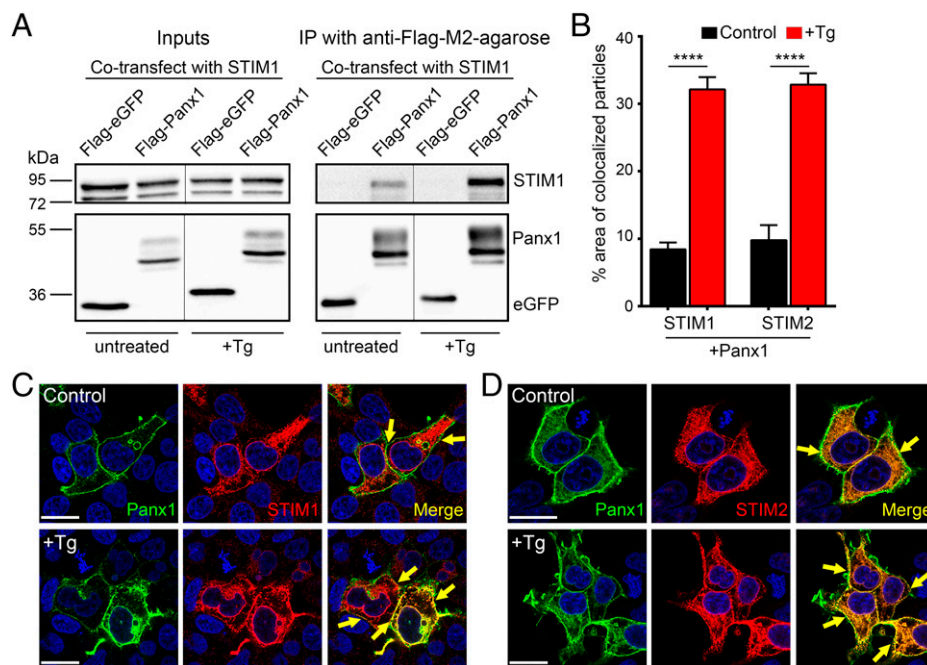 A
Inputs
IP with anti-Flag-M2-agarose
Co-transfect with STIM1
Co-transfect with STIM1
Flag-eGFP
Flag-Panx1
Flag-eGFP
Flag-Panx1
Flag-eGFP
Flag-Panx1
Flag-eGFP
Flag-Panx1
kDa
95
72
55
36
STIM1
Panx1
eGFP
untreated
+Tg
untreated
+Tg
B
Control
+Tg
% area of colocalized particles
40
30
20
10
0
****
****
STIM1
STIM2
+Panx1
C
Control
Panx1
STIM1
Merge
+Tg
D
Control
Panx1
STIM2
Merge
+Tg